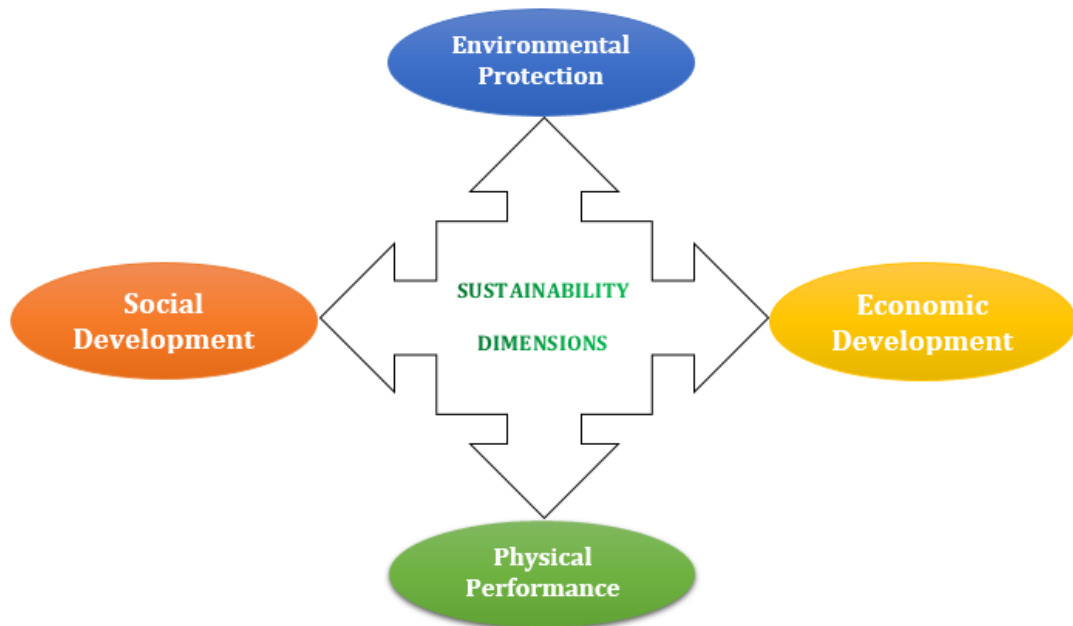 Environmental
Protection
Social
Development
SUSTAINABILITY
DIMENSIONS
Economic
Development
Physical
Performance